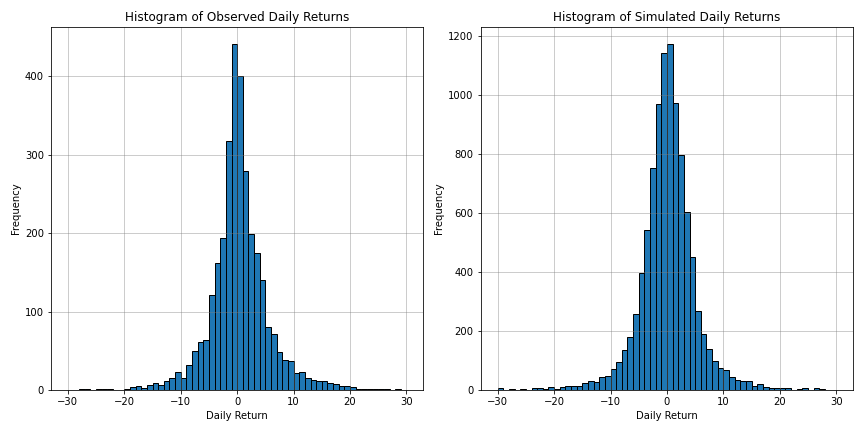 Histogram of Observed Daily Returns
Frequency
400
300
200
100
0
−30 −20 −10 0 10 20 30
Daily Return
Histogram of Simulated Daily Returns
Frequency
1200
1000
800
600
400
200
0
−30 −20 −10 0 10 20 30
Daily Return